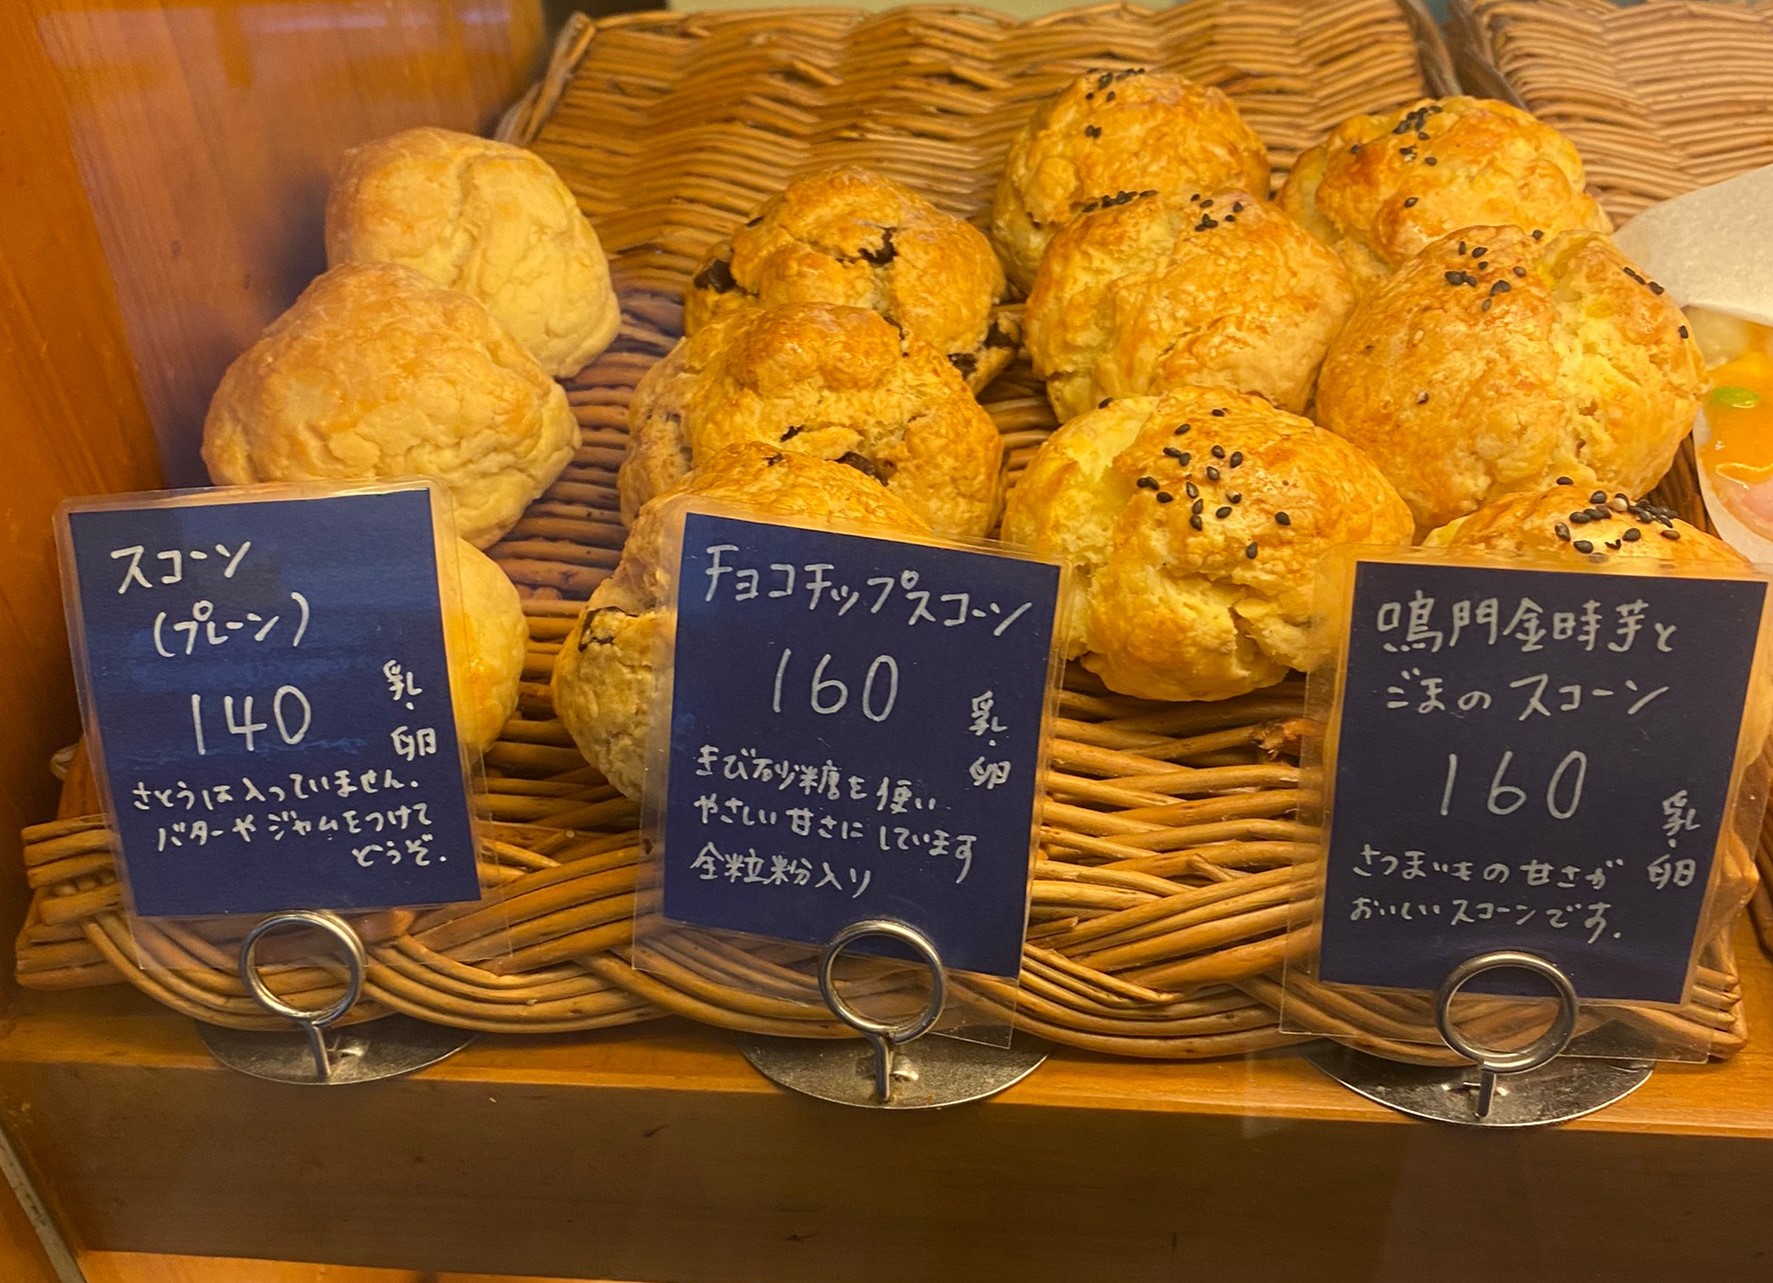 スコーン
(プレーン)
140
乳・卵
さとうは入っていません.
バターやジャムをつけて
どうぞ.
チョコチップスコーン
160
乳・卵
きび砂糖を使い
やさしい甘さにしています
全粒粉入り
鳴門金時芋と
ごまのスコーン
160
乳・卵
さつまいもの甘さが
おいしいスコーンです.